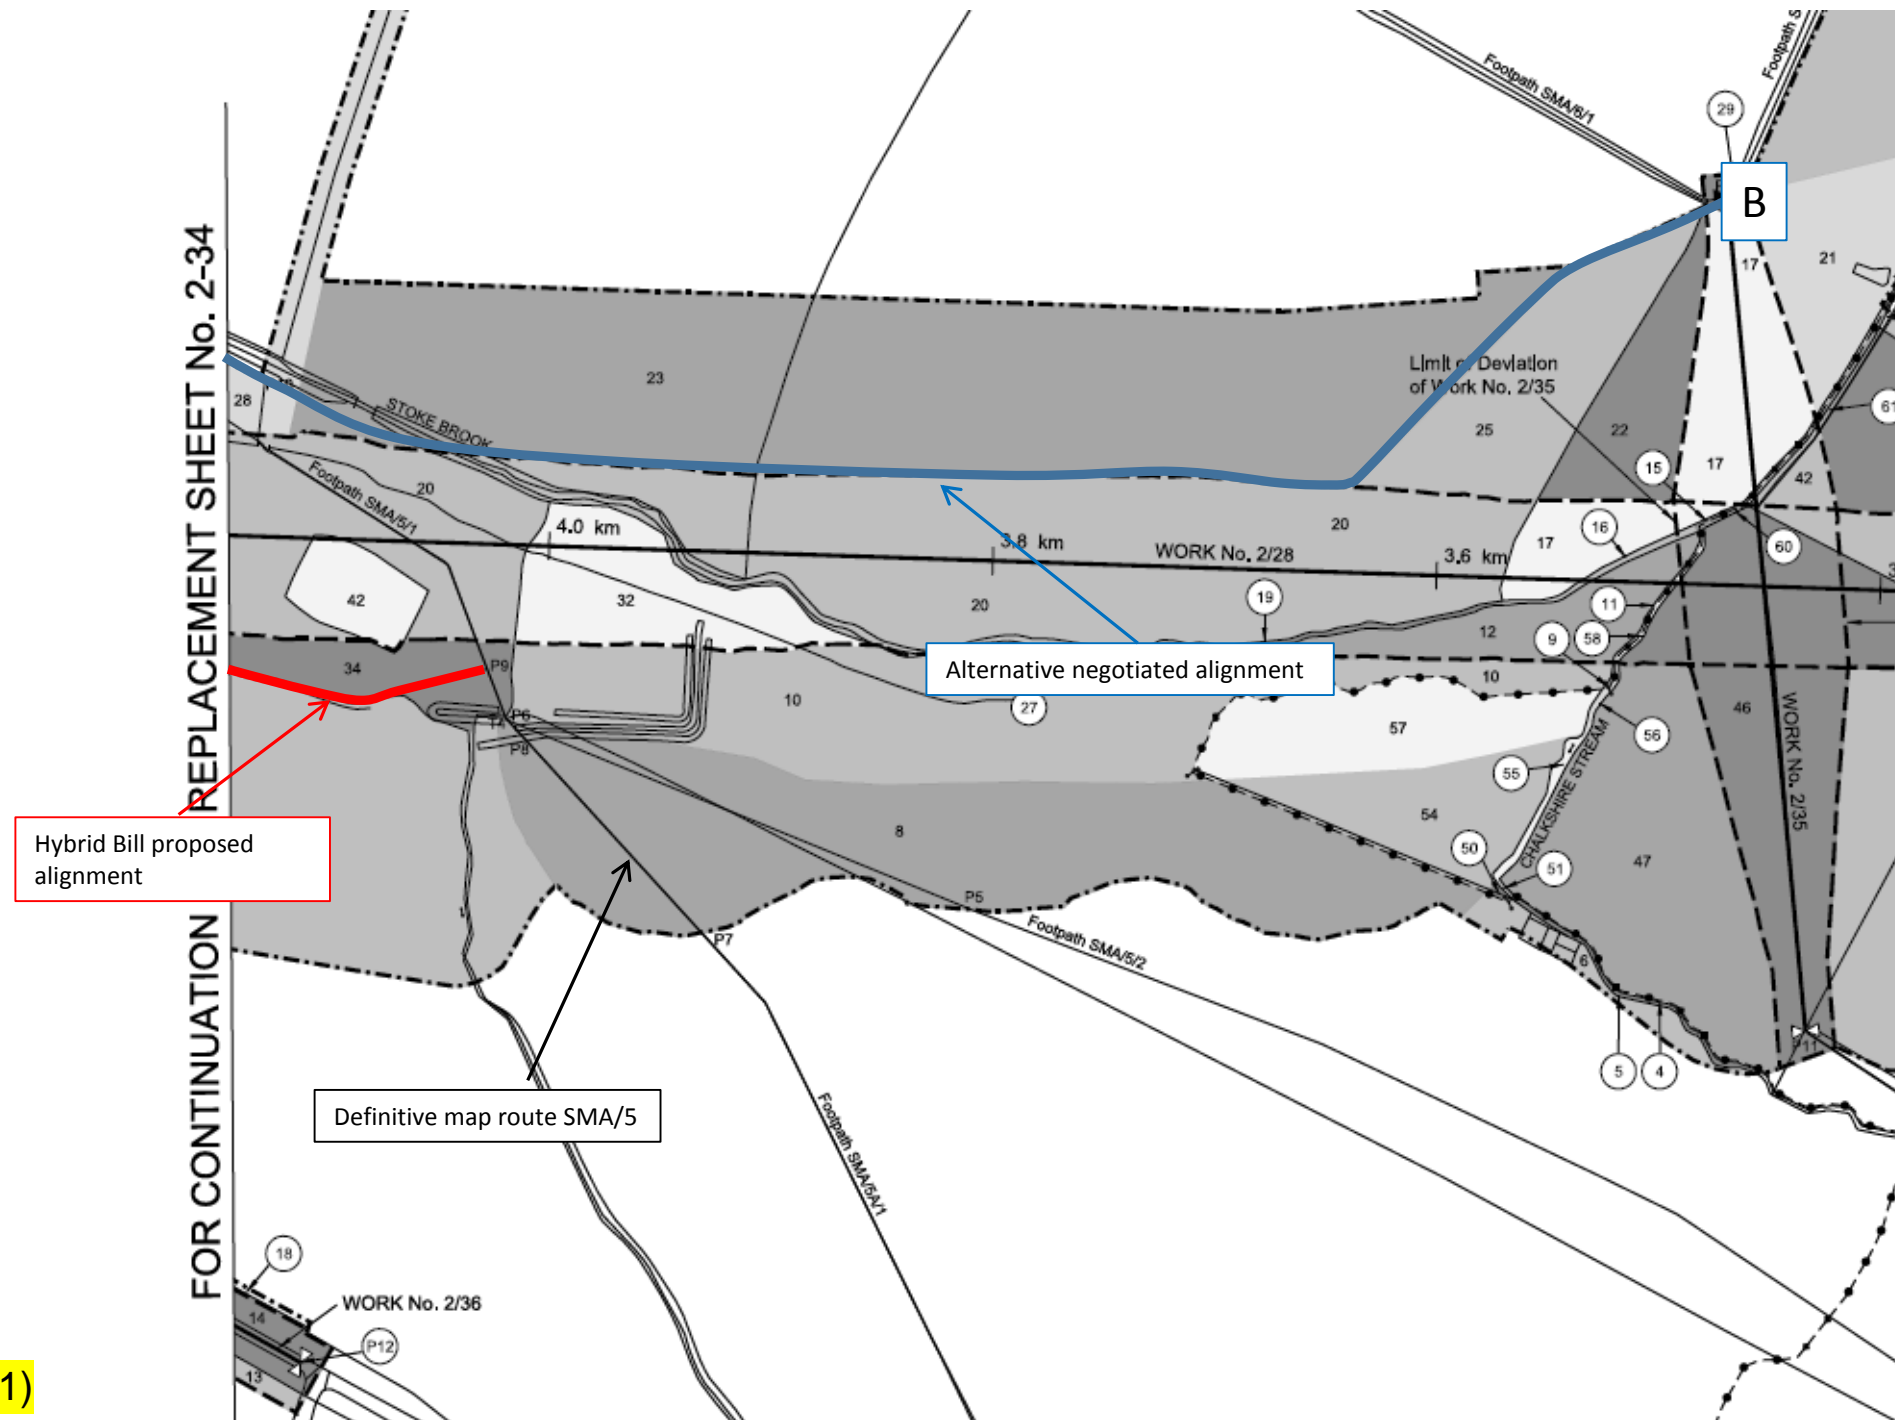 Footpath S
Footpath SMA/6/1
Footpath S
29
B
17
21
REPLACEMENT SHEET No. 2-34
23
28
STOKE BROOK
Limit of Deviation
of Work No. 2/35
61
25
22
15
17
42
Footpath SMA/5/1
20
4.0 km
3.8 km
WORK No. 2/28
20
3.6 km
17
16
60
42
32
20
19
12
11
58
9
34
P9
Alternative negotiated alignment
10
10
27
P6
P8
57
56
46
WORK No. 2/35
55
CHALKSHIRE STREAM
Hybrid Bill proposed
alignment
8
54
50
51
47
P5
P7
Footpath SMA/5/2
6
FOR CONTINUATION
1
P11
5
4
Definitive map route SMA/5
Footpath SMA/5A/1
18
WORK No. 2/36
14
P12
13
1)